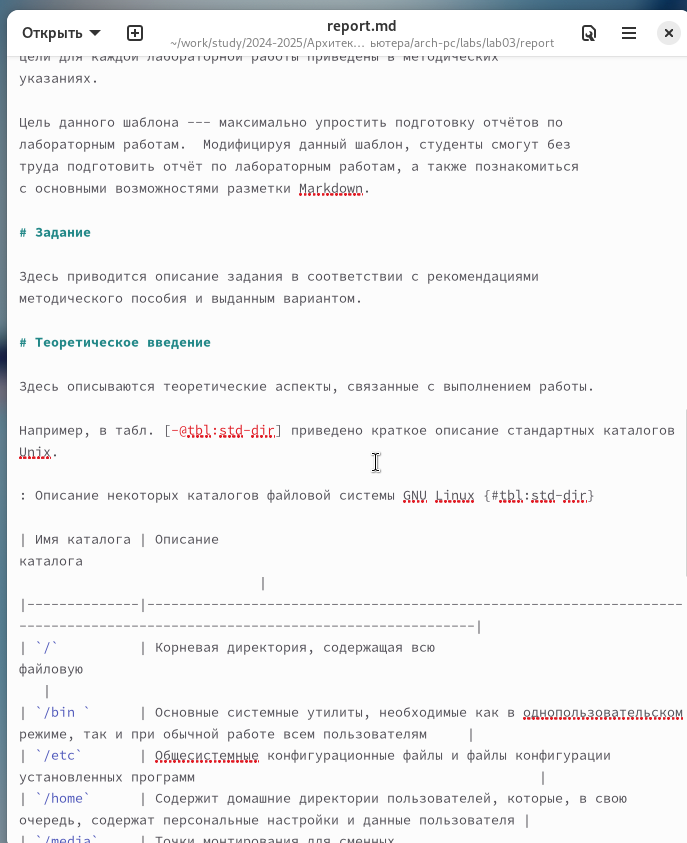 Открыть
report.md
~/work/study/2024-2025/Архитек… ьютера/arch-pc/labs/lab03/report
цели для каждой лабораторной работы приведены в методических
указаниях.
Цель данного шаблона --- максимально упростить подготовку отчётов по
лабораторным работам.  Модифицируя данный шаблон, студенты смогут без
труда подготовить отчёт по лабораторным работам, а также познакомиться
с основными возможностями разметки Markdown.
# Задание
Здесь приводится описание задания в соответствии с рекомендациями
методического пособия и выданным вариантом.
# Теоретическое введение
Здесь описываются теоретические аспекты, связанные с выполнением работы.
Например, в табл. [-@tbl:std-dir] приведено краткое описание стандартных каталогов
Unix.
: Описание некоторых каталогов файловой системы GNU Linux {#tbl:std-dir}
| Имя каталога | Описание
каталога
|
|--------------|-------------------------------------------------------------------
---------------------------------------------------------|
| `/`          | Корневая директория, содержащая всю
файловую
|
| `/bin `      | Основные системные утилиты, необходимые как в однопользовательском
режиме, так и при обычной работе всем пользователям     |
| `/etc`       | Общесистемные конфигурационные файлы и файлы конфигурации
установленных программ                                           |
| `/home`      | Содержит домашние директории пользователей, которые, в свою
очередь, содержат персональные настройки и данные пользователя |
| `/media`     | Точки монтирования для сменных